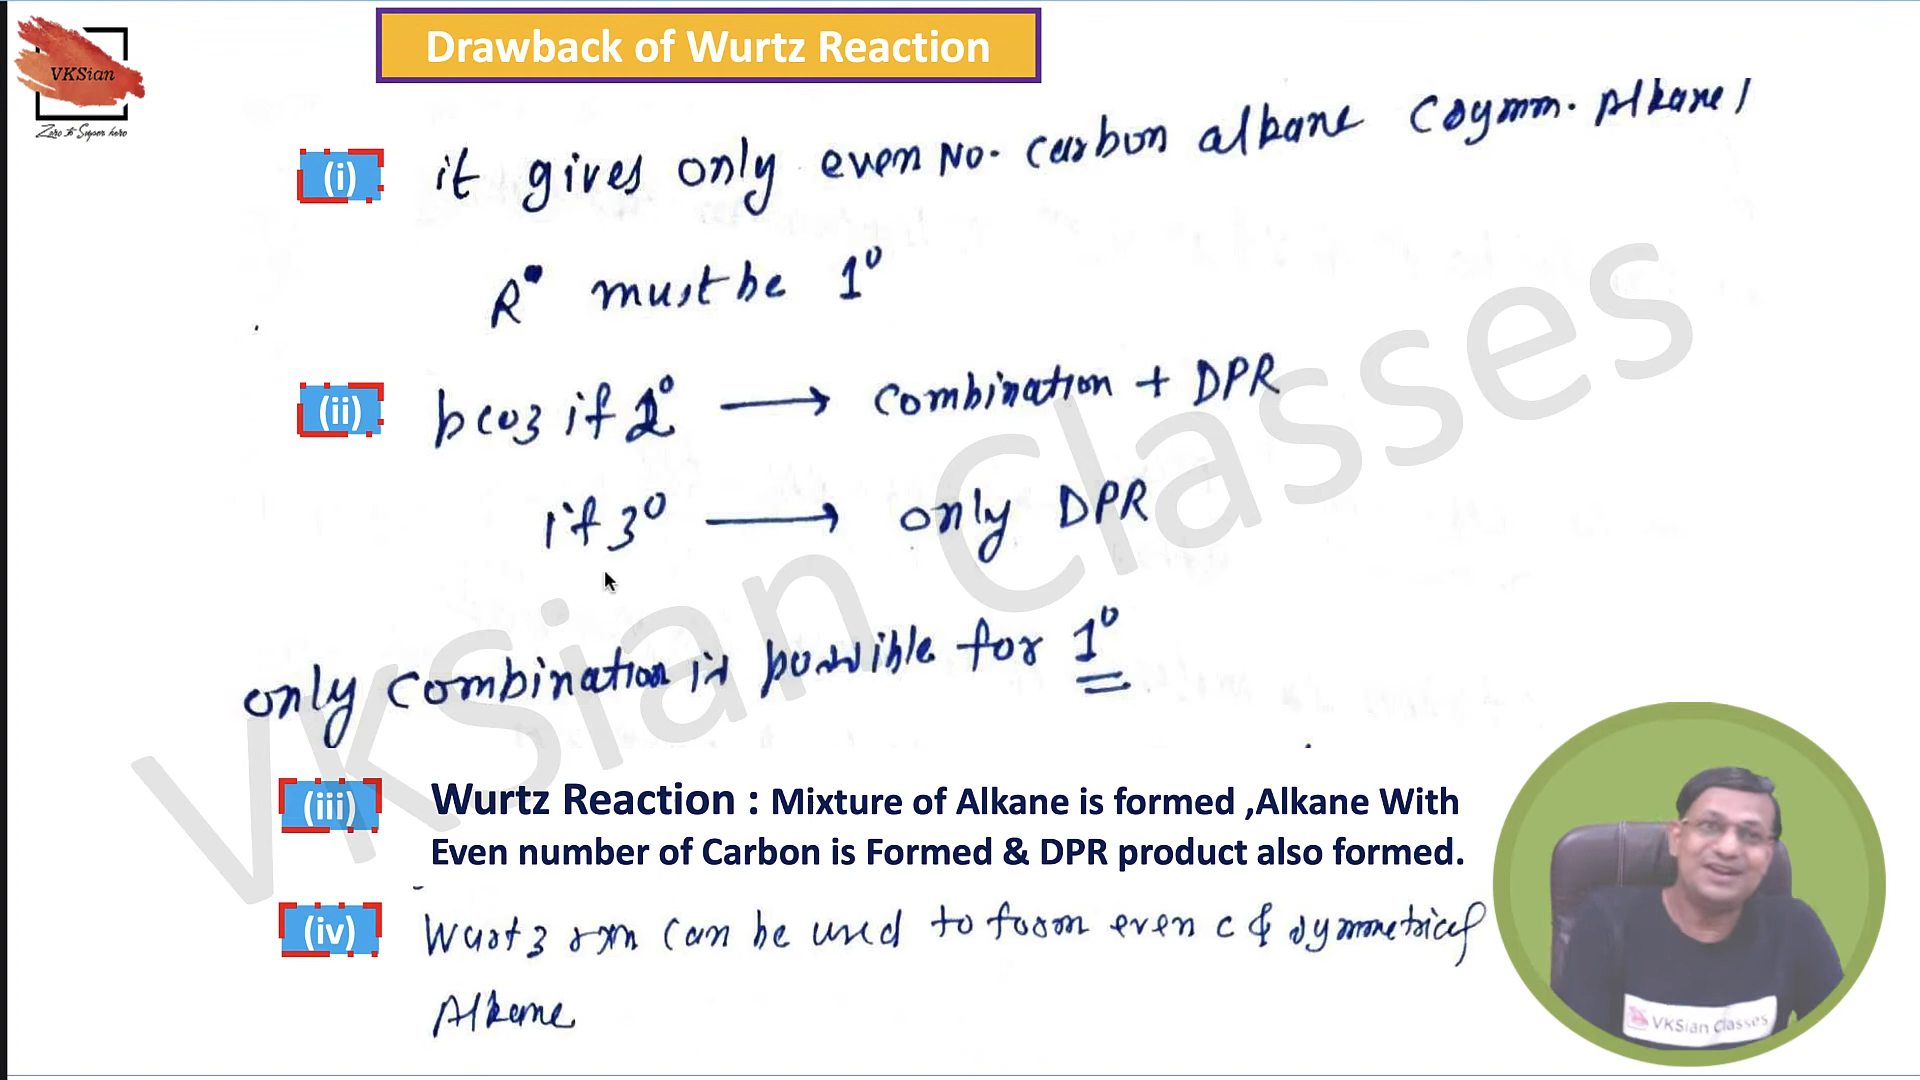 VKSian
Zero to Super hero
Drawback of Wurtz Reaction
(i) it gives only even No. carbon alkane (symm. Alkane)
R• must be 1°
(ii) bcoz if 2° → combination + DPR
if 3° → only DPR
only combination is possible for 1°
(iii) Wurtz Reaction : Mixture of Alkane is formed ,Alkane With
Even number of Carbon is Formed & DPR product also formed.
(iv) Wurtz rxn can be used to form even c & symmetrical
Alkane
VKSian Classes
VKSian Classes